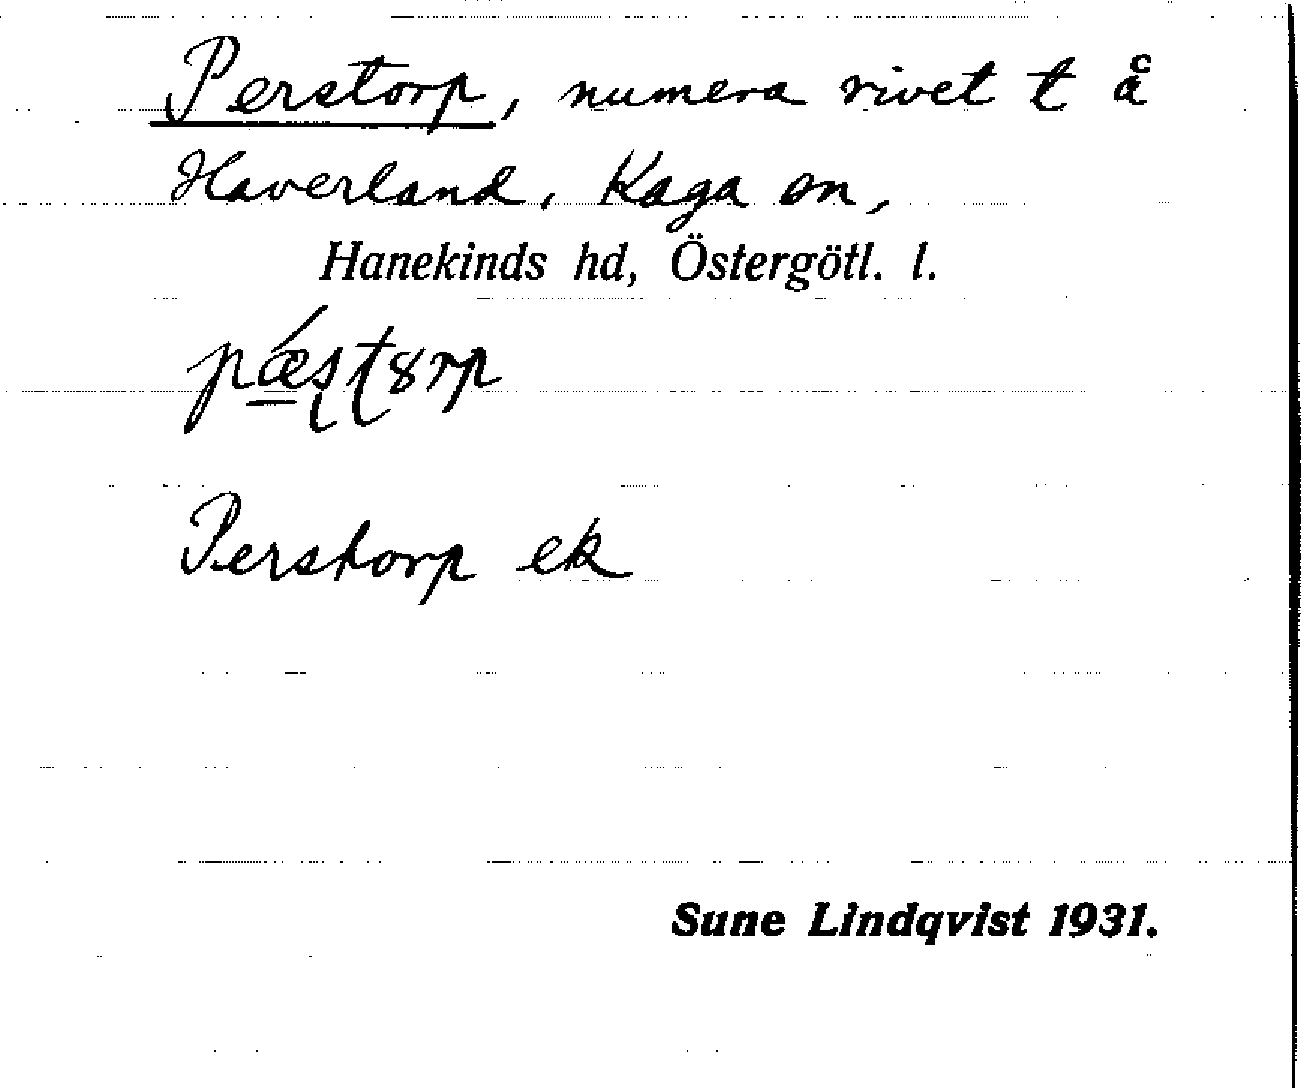 Perstorp, numera rivet t å
Haverland, Kaga sn,
Hanekinds hd, Östergötl. l.
Perstorp ek
Sune Lindqvist 1931.